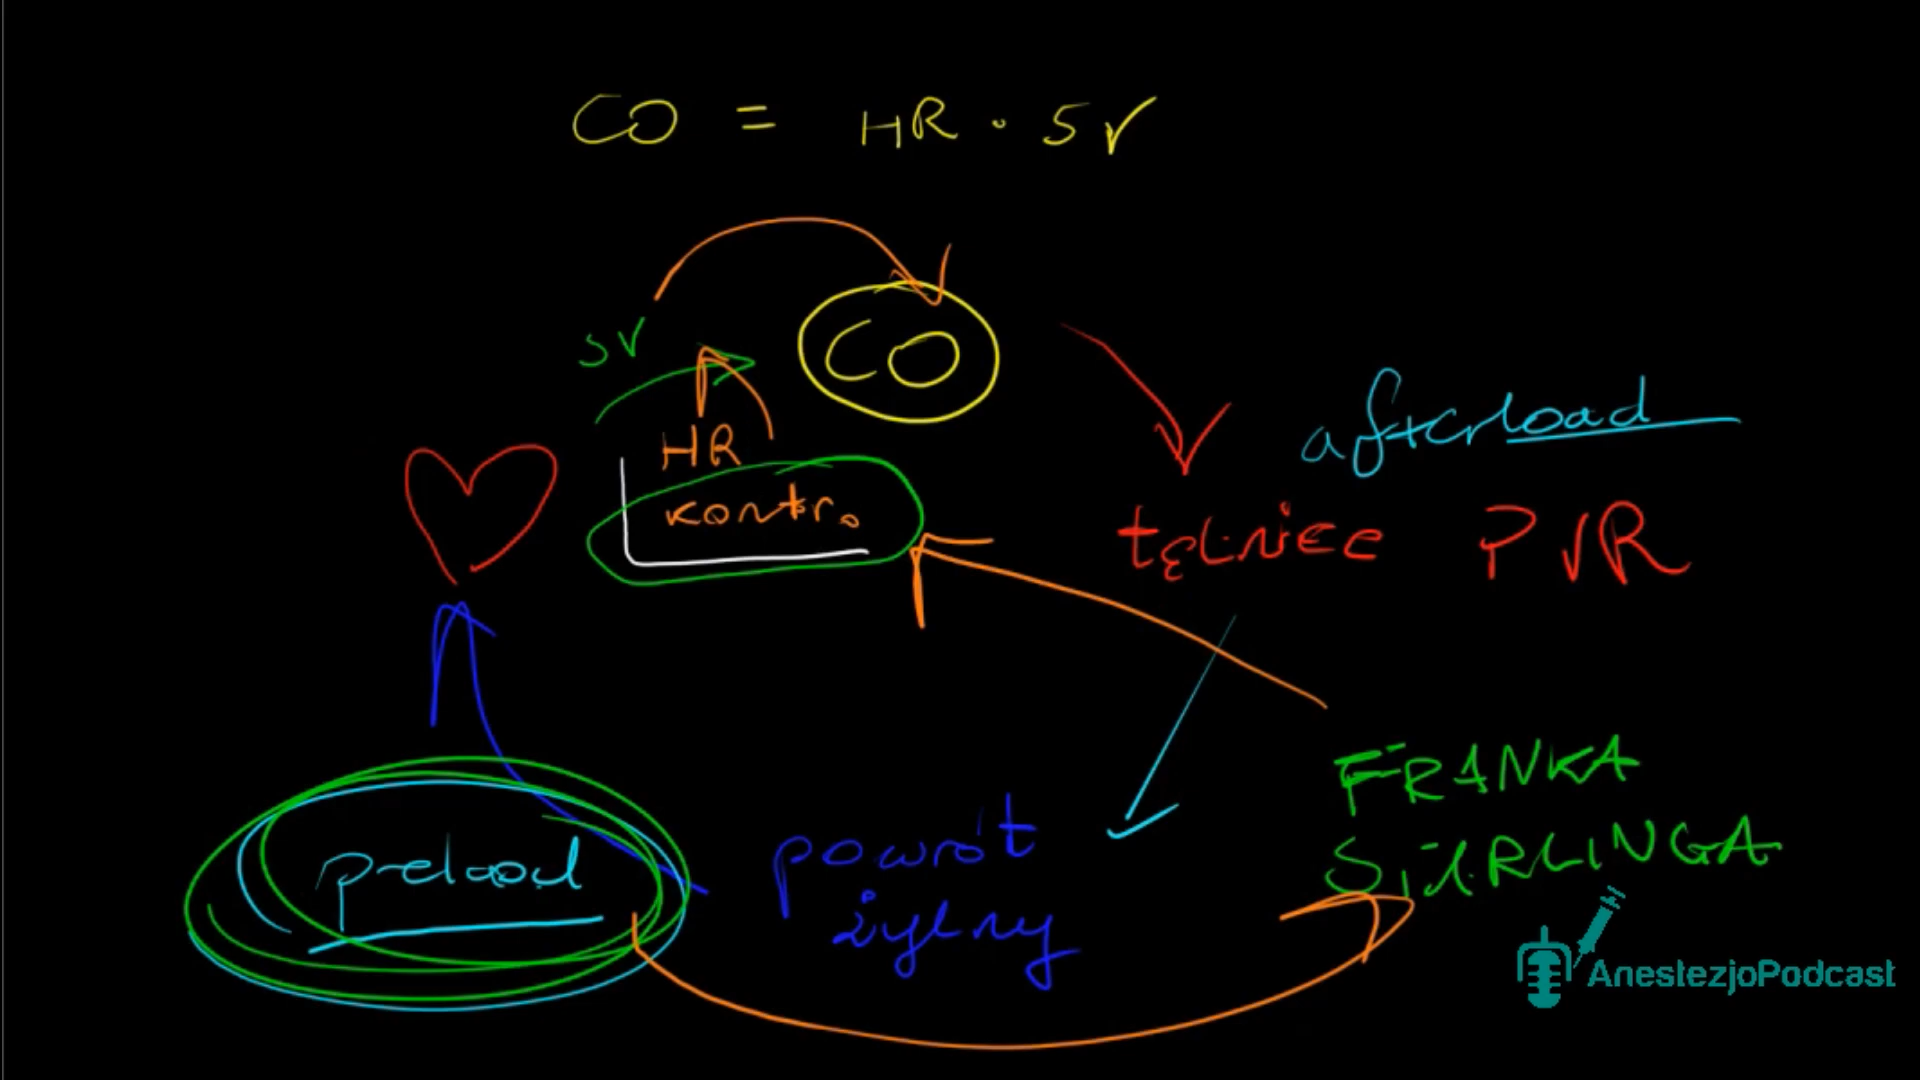 CO = HR · SV
SV
CO
HR
kontr.
afterload
tętnice PVR
preload
powrót
żylny
FRANKA
STARLINGA
AnestezjoPodcast